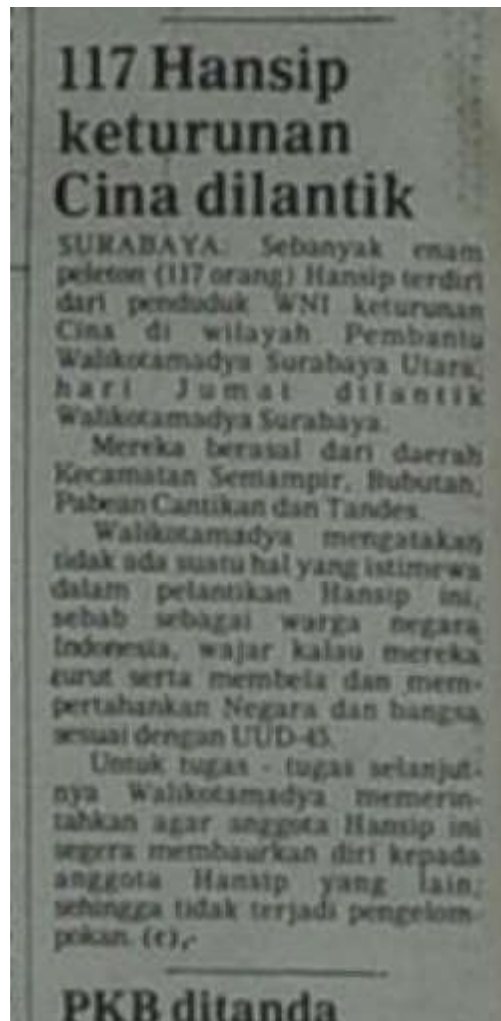 117 Hansip
keturunan
Cina dilantik
SURABAYA: Sebanyak enam
peleton (117 orang) Hansip terdiri
dari penduduk WNI keturunan
Cina di wilayah Pembantu
Walikotamadya Surabaya Utara,
hari Jumat dilantik
Walikotamadya Surabaya.
Mereka berasal dari daerah
Kecamatan Semampir, Bubutan,
Pabean Cantikan dan Tandes.
Walikotamadya mengatakan
tidak ada suatu hal yang istimewa
dalam pelantikan Hansip ini,
sebab sebagai warga negara
Indonesia, wajar kalau mereka
turut serta membela dan mem-
pertahankan Negara dan bangsa
sesuai dengan UUD-45.
Untuk tugas - tugas selanjut-
nya Walikotamadya memerin-
tahkan agar anggota Hansip ini
segera membaurkan diri kepada
anggota Hansip yang lain,
sehingga tidak terjadi pengelom-
pokan. (c),-
PKB ditanda